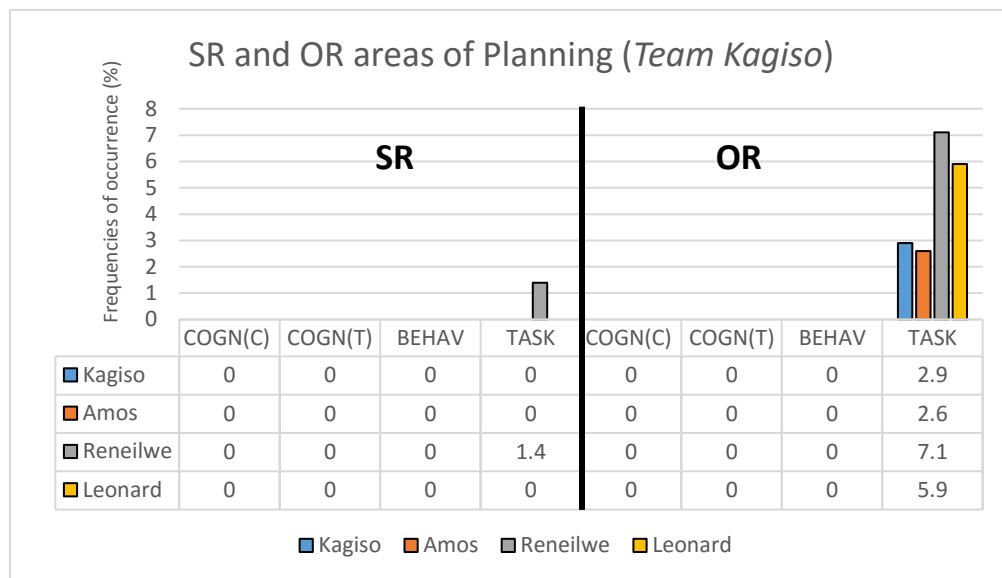 SR and OR areas of Planning (Team Kagiso)
Frequencies of occurrence (%)
8
7
6
5
4
3
2
1
0
SR
OR
COGN(C) COGN(T) BEHAV TASK COGN(C) COGN(T) BEHAV TASK
Kagiso 0 0 0 0 0 0 0 2.9
Amos 0 0 0 0 0 0 0 2.6
Reneilwe 0 0 0 1.4 0 0 0 7.1
Leonard 0 0 0 0 0 0 0 5.9
Kagiso Amos Reneilwe Leonard